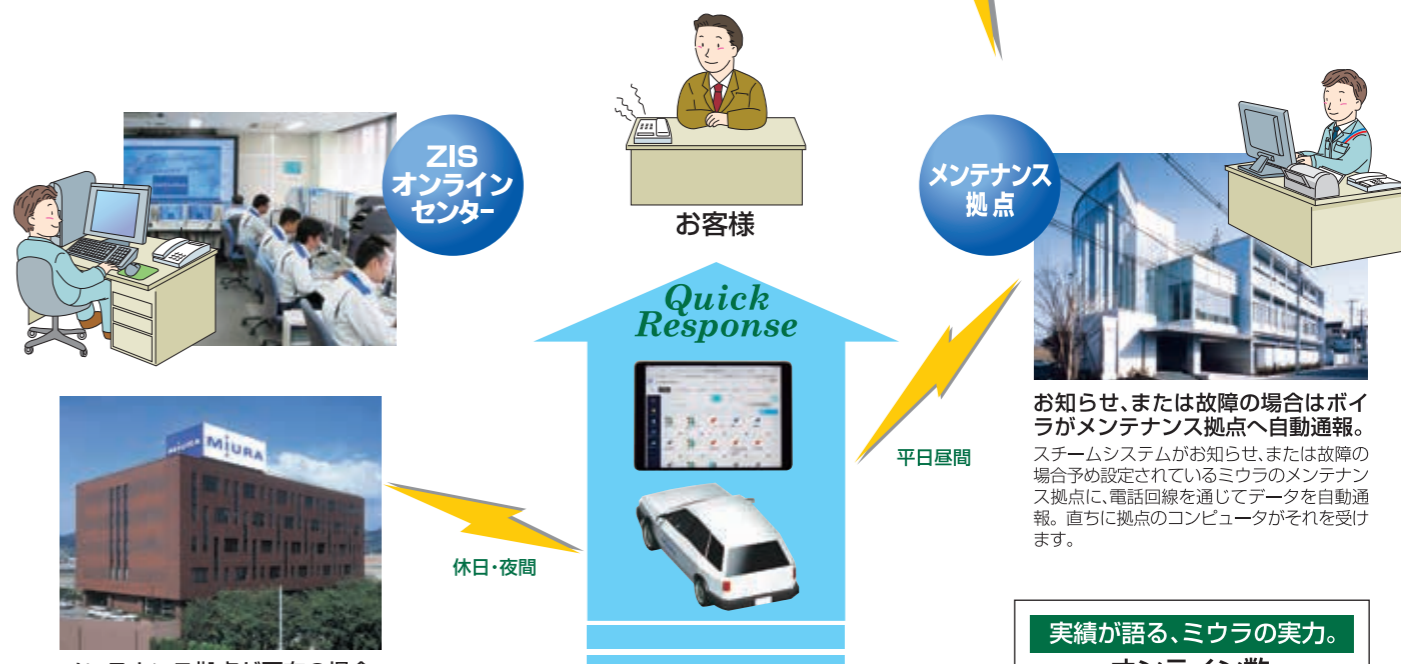 ZIS
オンライン
センター
お客様
メンテナンス
拠点
Quick
Response
お知らせ、または故障の場合はボイ
ラがメンテナンス拠点へ自動通報。
スチームシステムがお知らせ、または故障の
場合予め設定されているミウラのメンテナン
ス拠点に、電話回線を通じてデータを自動通
報。直ちに拠点のコンピュータがそれを受け
ます。
平日昼間
MIURA
休日・夜間
実績が語る、ミウラの実力。